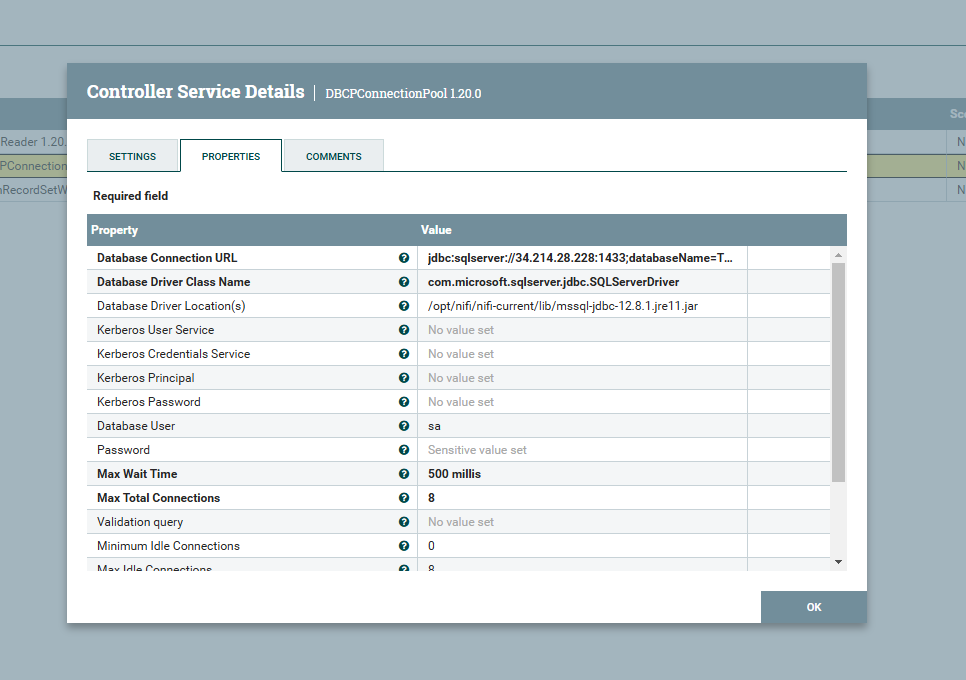 Controller Service Details | DBCPConnectionPool 1.20.0
Sco
Reader 1.20.
N
PConnection
N
nRecordSetW
N
SETTINGS PROPERTIES COMMENTS
Required field
Property Value
Database Connection URL jdbc:sqlserver://34.214.28.228:1433;databaseName=T...
Database Driver Class Name com.microsoft.sqlserver.jdbc.SQLServerDriver
Database Driver Location(s) /opt/nifi/nifi-current/lib/mssql-jdbc-12.8.1.jre11.jar
Kerberos User Service No value set
Kerberos Credentials Service No value set
Kerberos Principal No value set
Kerberos Password No value set
Database User sa
Password Sensitive value set
Max Wait Time 500 millis
Max Total Connections 8
Validation query No value set
Minimum Idle Connections 0
Max Idle Connections 8
OK